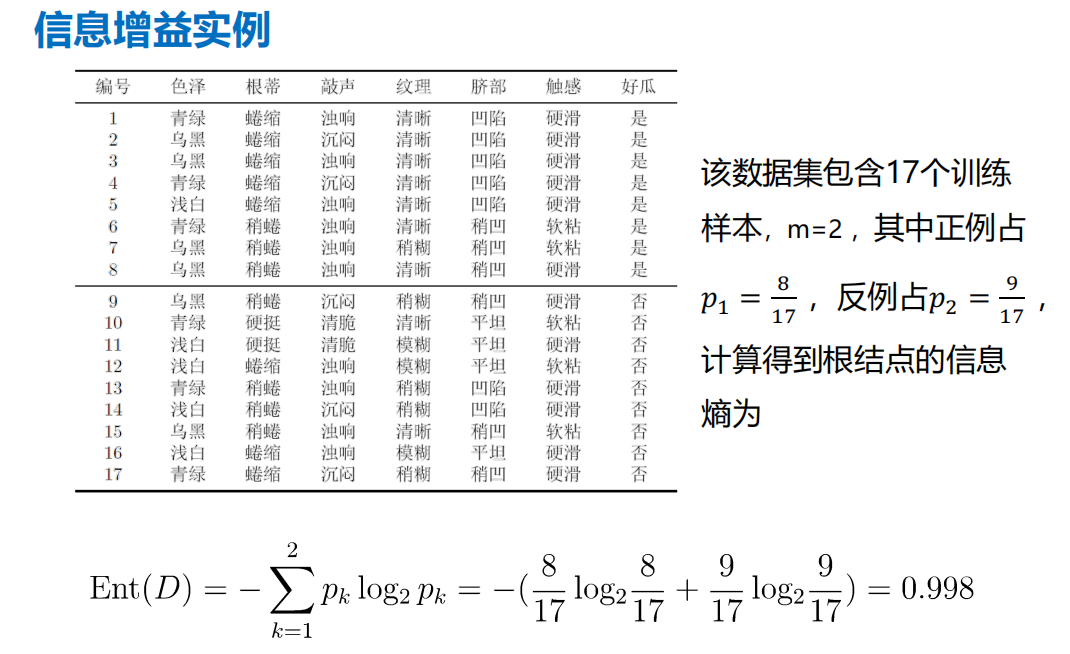 信息增益实例
编号 色泽 根蒂 敲声 纹理 脐部 触感 好瓜
1 青绿 蜷缩 浊响 清晰 凹陷 硬滑 是
2 乌黑 蜷缩 沉闷 清晰 凹陷 硬滑 是
3 乌黑 蜷缩 浊响 清晰 凹陷 硬滑 是
4 青绿 蜷缩 沉闷 清晰 凹陷 硬滑 是
5 浅白 蜷缩 浊响 清晰 凹陷 硬滑 是
6 青绿 稍蜷 浊响 清晰 稍凹 软粘 是
7 乌黑 稍蜷 浊响 稍糊 稍凹 软粘 是
8 乌黑 稍蜷 浊响 清晰 稍凹 硬滑 是
9 乌黑 稍蜷 沉闷 稍糊 稍凹 硬滑 否
10 青绿 硬挺 清脆 清晰 平坦 软粘 否
11 浅白 硬挺 清脆 模糊 平坦 硬滑 否
12 浅白 蜷缩 浊响 模糊 平坦 软粘 否
13 青绿 稍蜷 浊响 稍糊 凹陷 硬滑 否
14 浅白 稍蜷 沉闷 稍糊 凹陷 硬滑 否
15 乌黑 稍蜷 浊响 清晰 稍凹 软粘 否
16 浅白 蜷缩 浊响 模糊 平坦 硬滑 否
17 青绿 蜷缩 沉闷 稍糊 稍凹 硬滑 否
该数据集包含17个训练
样本，m=2，其中正例占
p₁ = 8/17，反例占p₂ = 9/17，
计算得到根结点的信息
熵为
Ent(D) = −∑_{k=1}^{2} p_k log₂ p_k = −(8/17 log₂ 8/17 + 9/17 log₂ 9/17) = 0.998